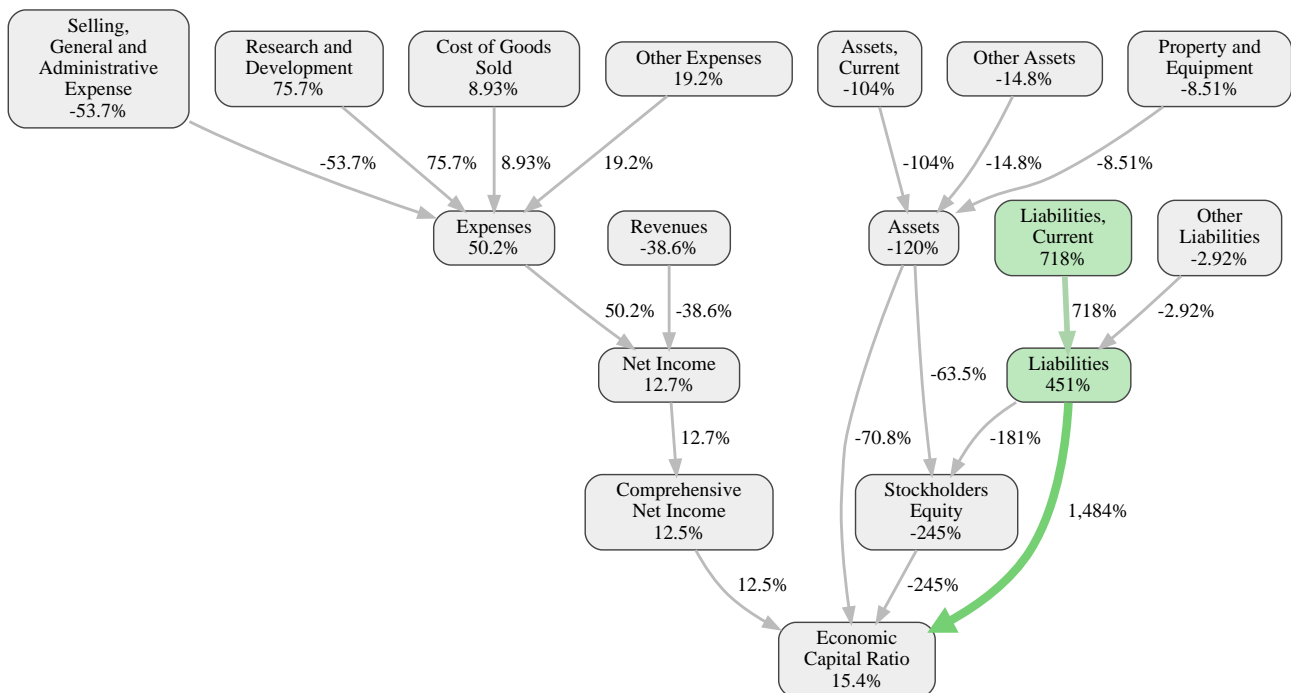 Selling,
General and
Administrative
Expense
-53.7%
Research and
Development
75.7%
Cost of Goods
Sold
8.93%
Other Expenses
19.2%
Assets,
Current
-104%
Other Assets
-14.8%
Property and
Equipment
-8.51%
-53.7%
75.7%
8.93%
19.2%
-104%
-14.8%
-8.51%
Expenses
50.2%
Revenues
-38.6%
Assets
-120%
Liabilities,
Current
718%
Other
Liabilities
-2.92%
50.2%
-38.6%
718%
-2.92%
Net Income
12.7%
Liabilities
451%
-63.5%
12.7%
-70.8%
-181%
Comprehensive
Net Income
12.5%
Stockholders
Equity
-245%
1,484%
12.5%
-245%
Economic
Capital Ratio
15.4%